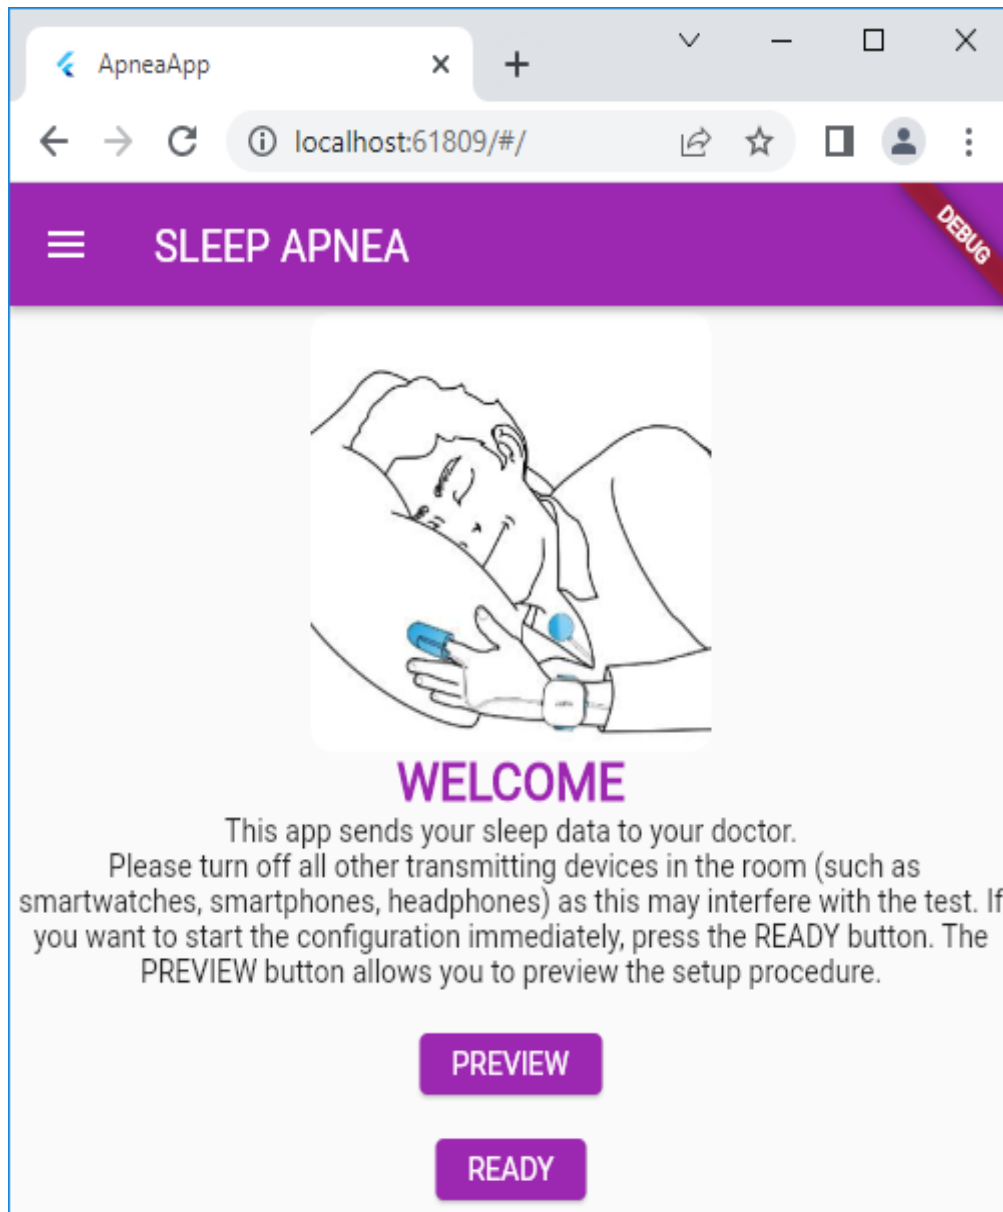 ApneaApp
localhost:61809/#/
SLEEP APNEA
DEBUG
WELCOME
This app sends your sleep data to your doctor.
Please turn off all other transmitting devices in the room (such as
smartwatches, smartphones, headphones) as this may interfere with the test. If
you want to start the configuration immediately, press the READY button. The
PREVIEW button allows you to preview the setup procedure.
PREVIEW
READY